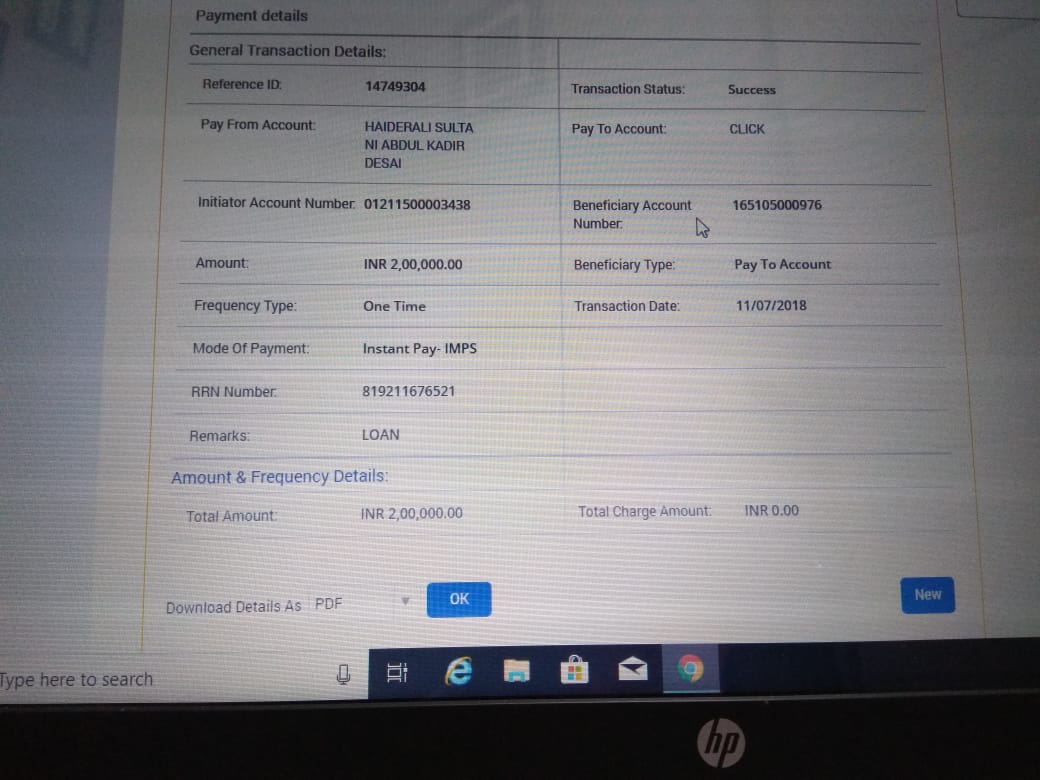 Payment details
General Transaction Details:
Reference ID: 14749304 Transaction Status: Success
Pay From Account: HAIDERALI SULTA Pay To Account: CLICK
NI ABDUL KADIR
DESAI
Initiator Account Number: 01211500003438 Beneficiary Account 165105000976
Number:
Amount: INR 2,00,000.00 Beneficiary Type: Pay To Account
Frequency Type: One Time Transaction Date: 11/07/2018
Mode Of Payment: Instant Pay- IMPS
RRN Number: 819211676521
Remarks: LOAN
Amount & Frequency Details:
Total Amount: INR 2,00,000.00 Total Charge Amount: INR 0.00
Download Details As PDF OK New
Type here to search
hp